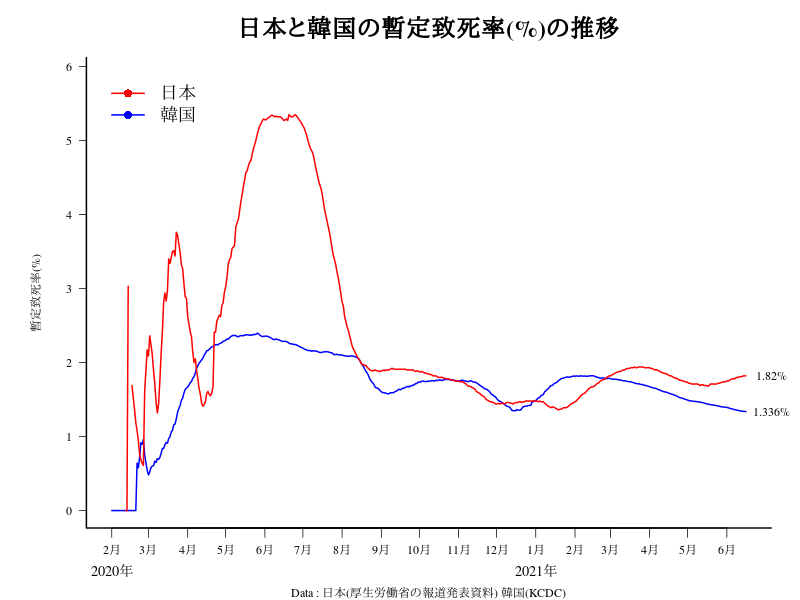 日本と韓国の暫定致死率(%)の推移
日本
韓国
暫定致死率(%)
6
5
4
3
2
1
0
1.82%
1.336%
2月 3月 4月 5月 6月 7月 8月 9月 10月 11月 12月 1月 2月 3月 4月 5月 6月
2020年 2021年
Data : 日本(厚生労働省の報道発表資料) 韓国(KCDC)